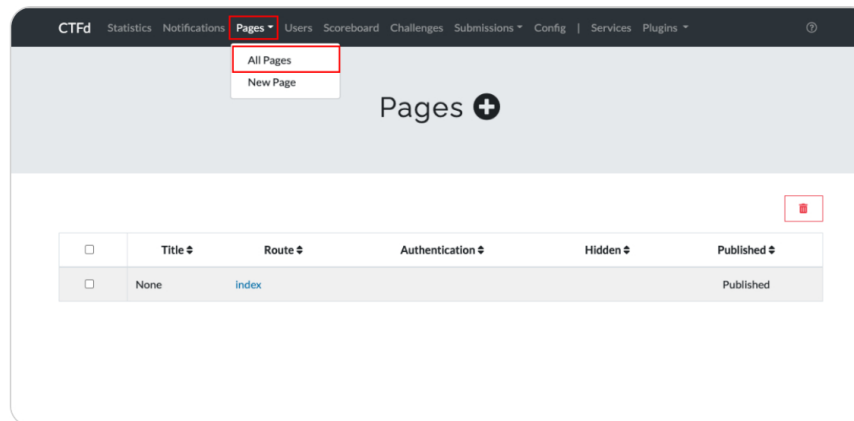 CTFd Statistics Notifications Pages Users Scoreboard Challenges Submissions Config | Services Plugins
All Pages
New Page
Pages
Title Route Authentication Hidden Published
None index Published